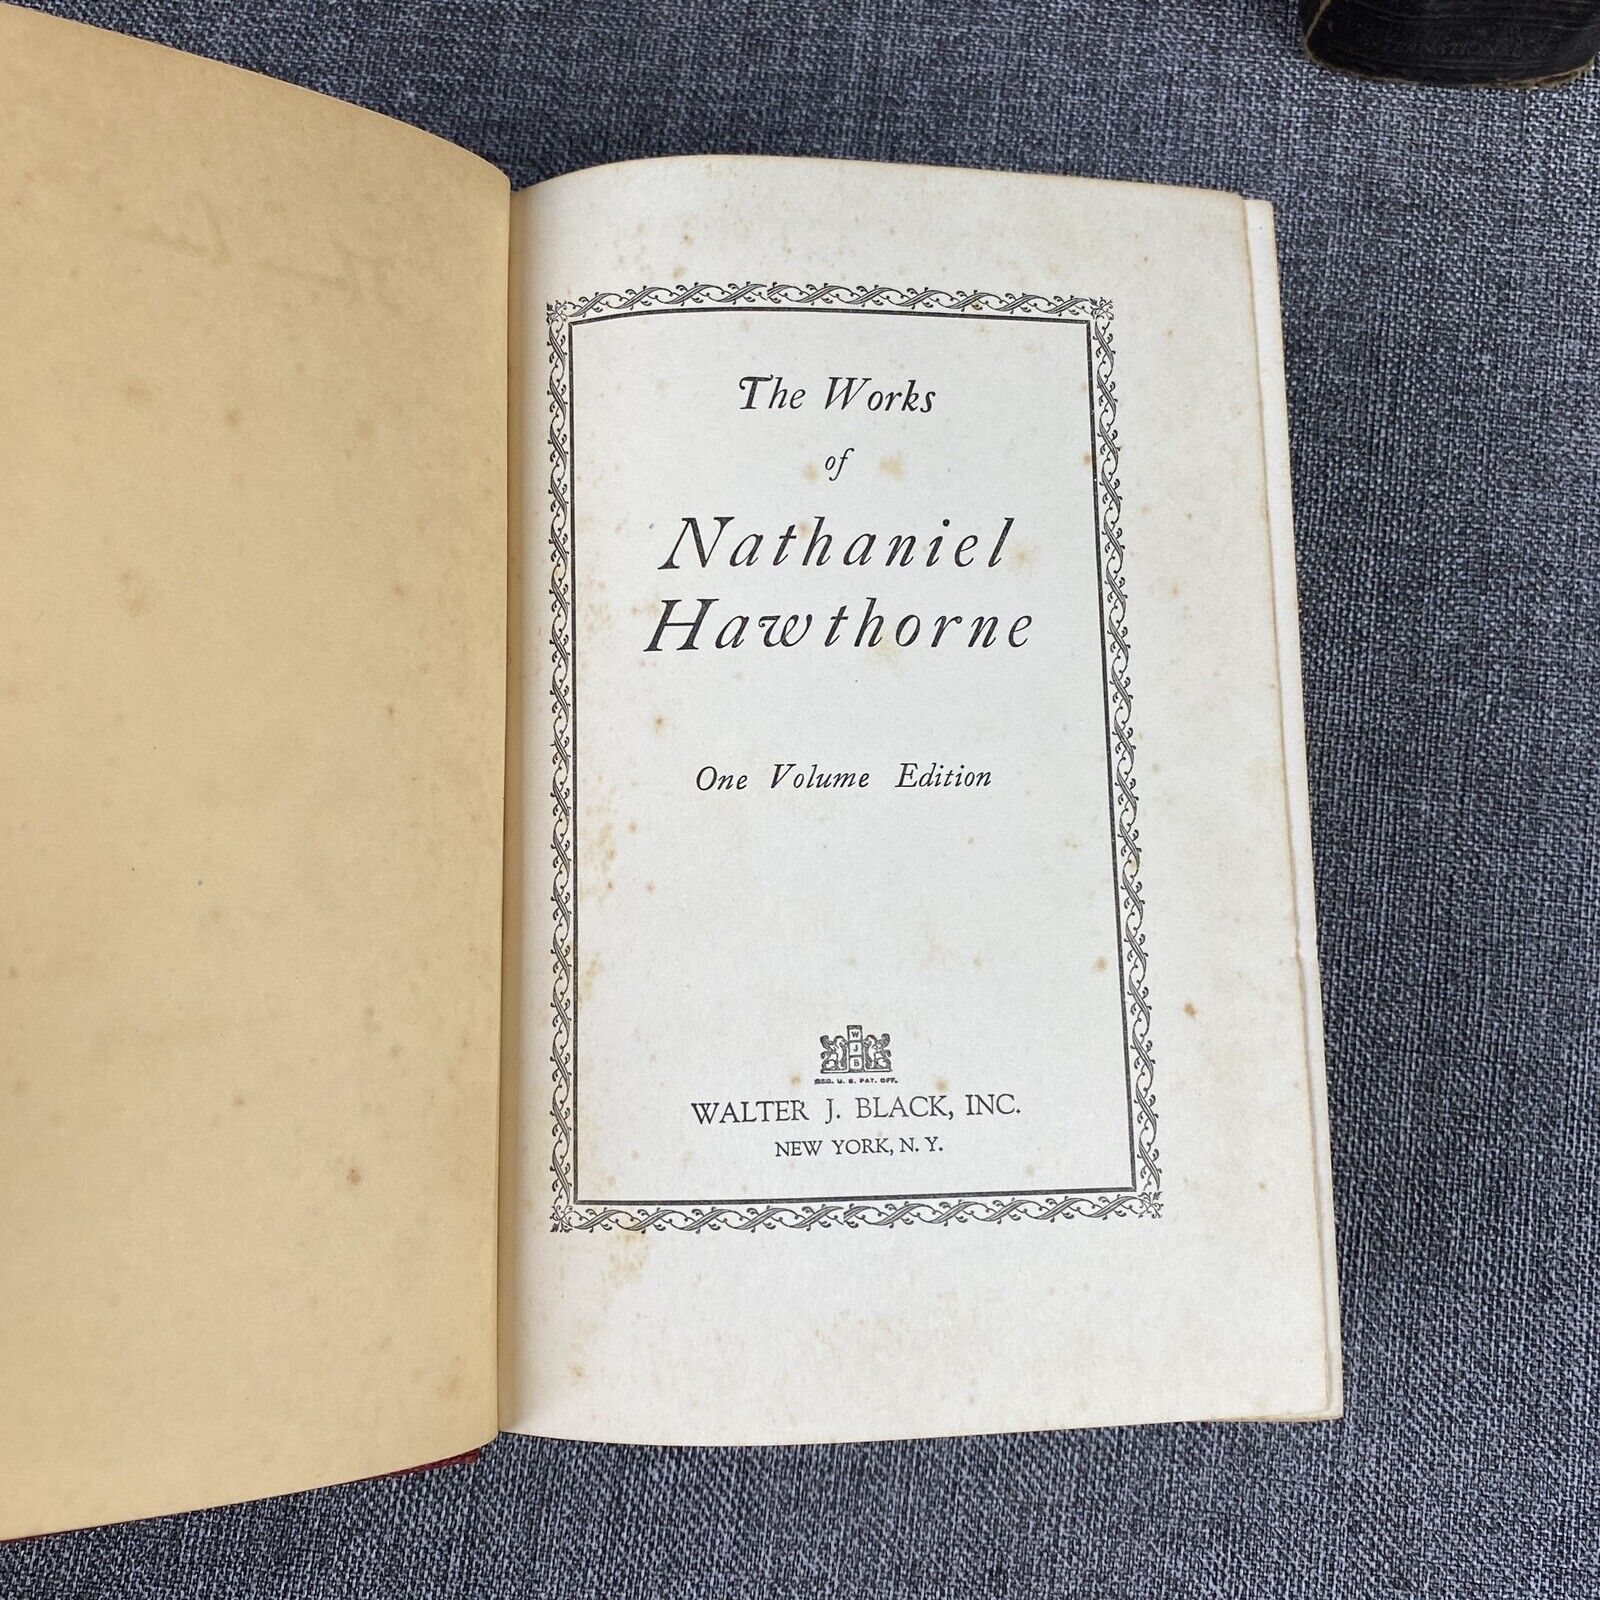 The Works
of
Nathaniel
Hawthorne
One Volume Edition
W
J
B
REG. U. S. PAT. OFF.
WALTER J. BLACK, INC.
NEW YORK, N. Y.